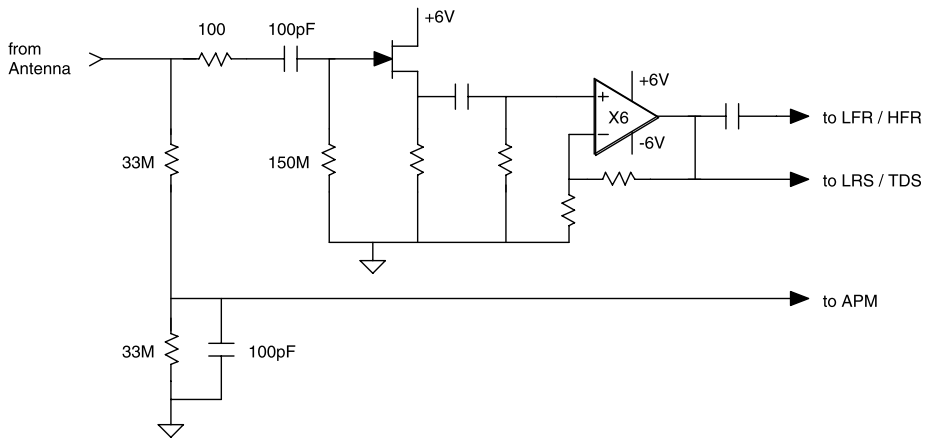 100
100pF
+6V
from
Antenna
+6V
+
X6
−
-6V
to LFR / HFR
33M
150M
to LRS / TDS
to APM
33M
100pF